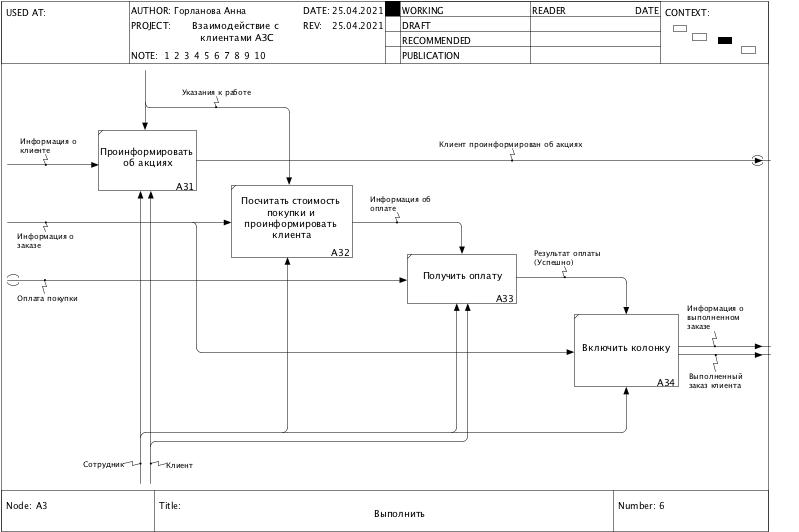 USED AT:
AUTHOR: Горланова Анна
DATE: 25.04.2021
WORKING
READER
DATE
CONTEXT:
PROJECT: Взаимодействие с
клиентами АЗС
REV: 25.04.2021
DRAFT
RECOMMENDED
NOTE: 1 2 3 4 5 6 7 8 9 10
PUBLICATION
Указания к работе
Информация о
клиенте
Проинформировать
об акциях
A31
Клиент проинформирован об акциях
Посчитать стоимость
покупки и
проинформировать
клиента
A32
Информация об
оплате
Информация о
заказе
Результат оплаты
(Успешно)
Получить оплату
A33
Оплата покупки
Информация о
выполненном
заказе
Включить колонку
A34
Выполненный
заказ клиента
Сотрудник
Клиент
Node: A3
Title:
Выполнить
Number: 6